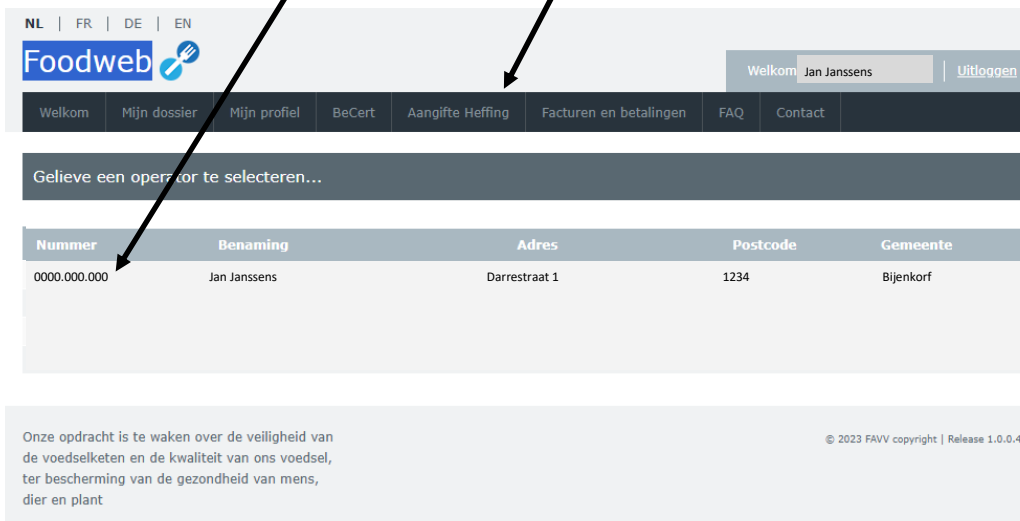 NL | FR | DE | EN
Foodweb
Welkom Jan Janssens | Uitloggen
Welkom Mijn dossier Mijn profiel BeCert Aangifte Heffing Facturen en betalingen FAQ Contact
Gelieve een operator te selecteren...
Nummer Benaming Adres Postcode Gemeente
0000.000.000 Jan Janssens Darrestraat 1 1234 Bijenkorf
Onze opdracht is te waken over de veiligheid van
de voedselketen en de kwaliteit van ons voedsel,
ter bescherming van de gezondheid van mens,
dier en plant
© 2023 FAVV copyright | Release 1.0.0.4